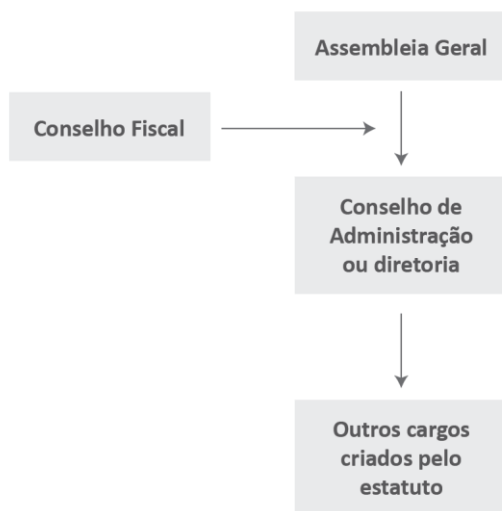 Assembleia Geral
Conselho Fiscal
Conselho de
Administração
ou diretoria
Outros cargos
criados pelo
estatuto